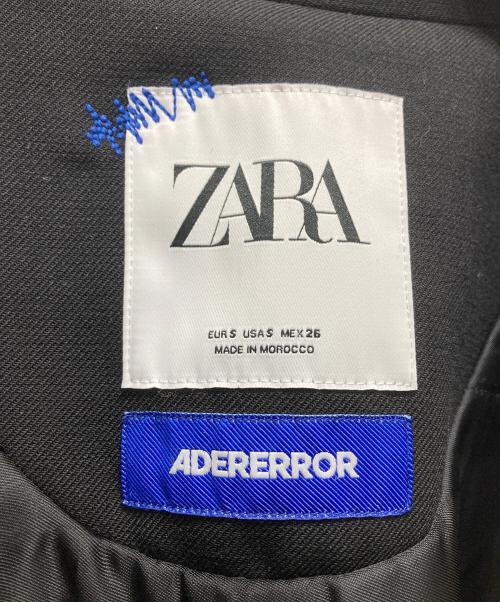 ZARA
EUR S USA S MEX 26
MADE IN MOROCCO
ADERERROR